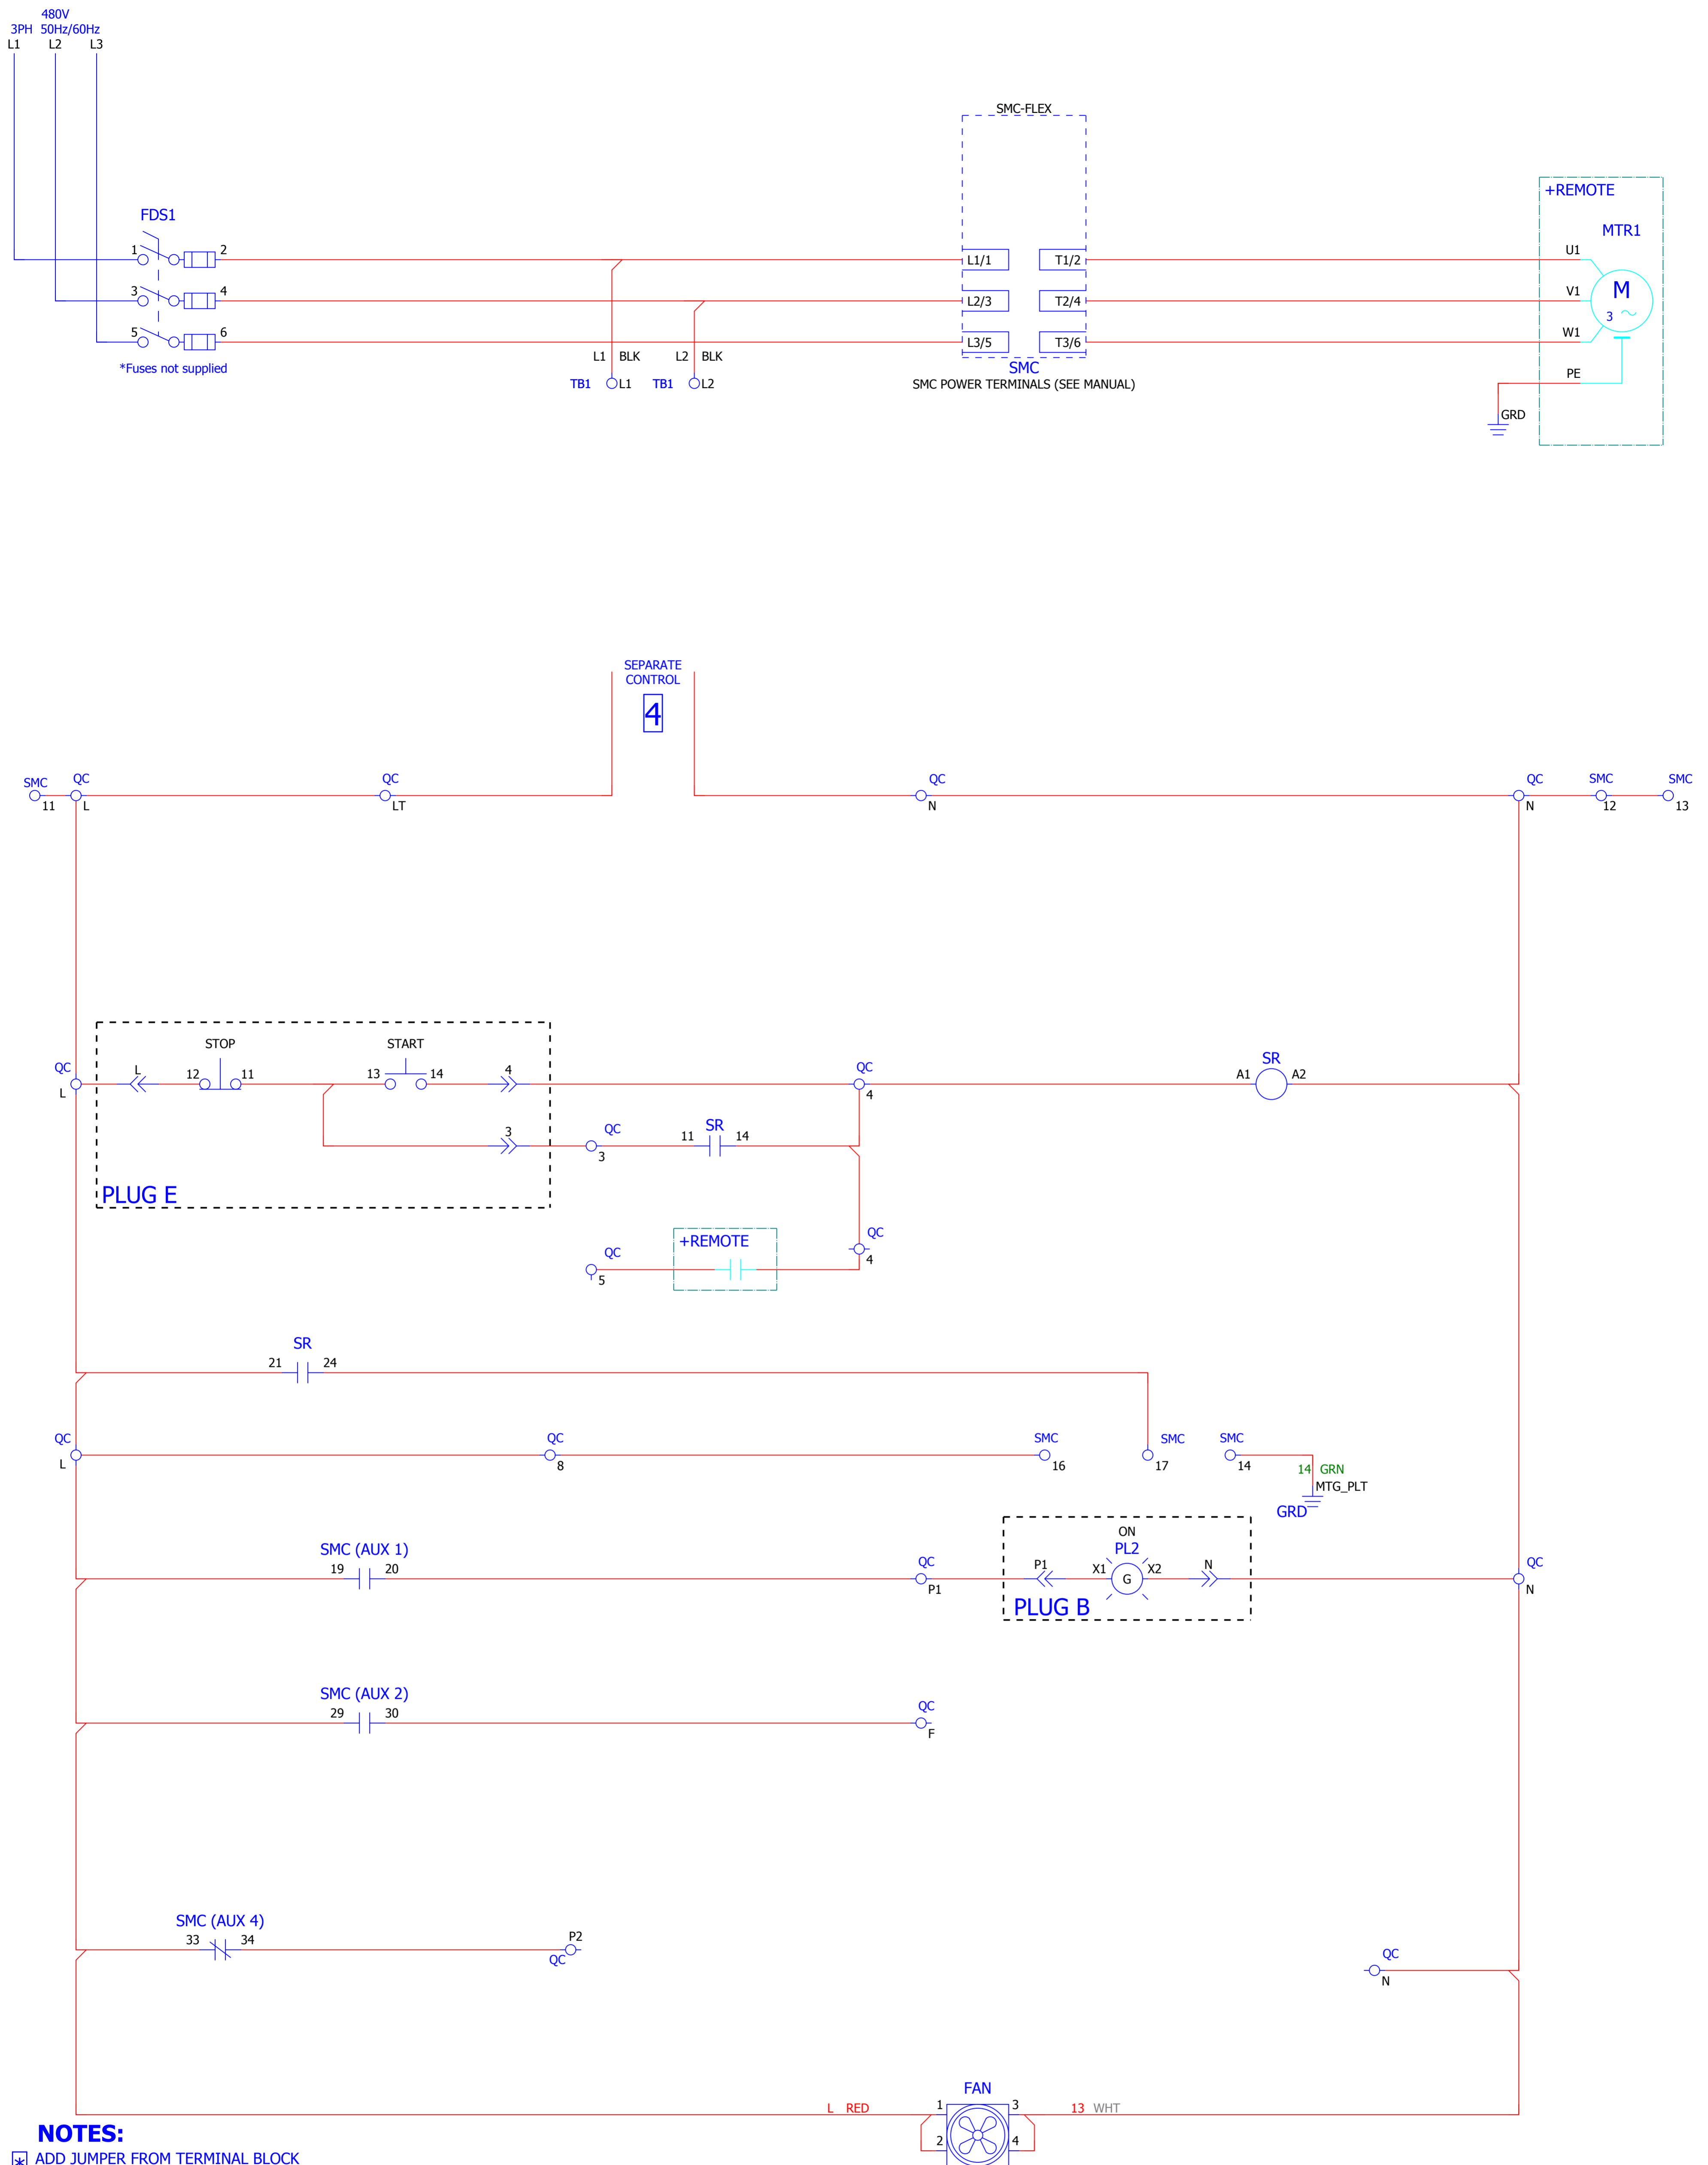 480V
3PH 50Hz/60Hz
L1 L2 L3
SMC-FLEX
+REMOTE
MTR1
FDS1
1 2
L1/1 T1/2
U1
3 4
L2/3 T2/4
V1
M
3
5 6
L3/5 T3/6
W1
*Fuses not supplied
L1 BLK L2 BLK
TB1 L1 TB1 L2
SMC
SMC POWER TERMINALS (SEE MANUAL)
PE
GRD
SEPARATE
CONTROL
4
SMC QC QC QC QC SMC SMC
11 L LT N N 12 13
STOP START
QC L 12 11 13 14 4 QC SR
L 4 A1 A2
3 QC 11 SR 14
3
PLUG E
+REMOTE
QC QC
5 4
SR
21 24
QC QC SMC SMC SMC
L 8 16 17 14
14 GRN
MTG_PLT
GRD
ON
SMC (AUX 1) PL2
19 20 QC P1 X1 G X2 N QC
P1 N
PLUG B
SMC (AUX 2)
29 30 QC
F
SMC (AUX 4)
33 34 P2
QC
QC
N
FAN
L RED 1 3 13 WHT
2 4
NOTES:
* ADD JUMPER FROM TERMINAL BLOCK